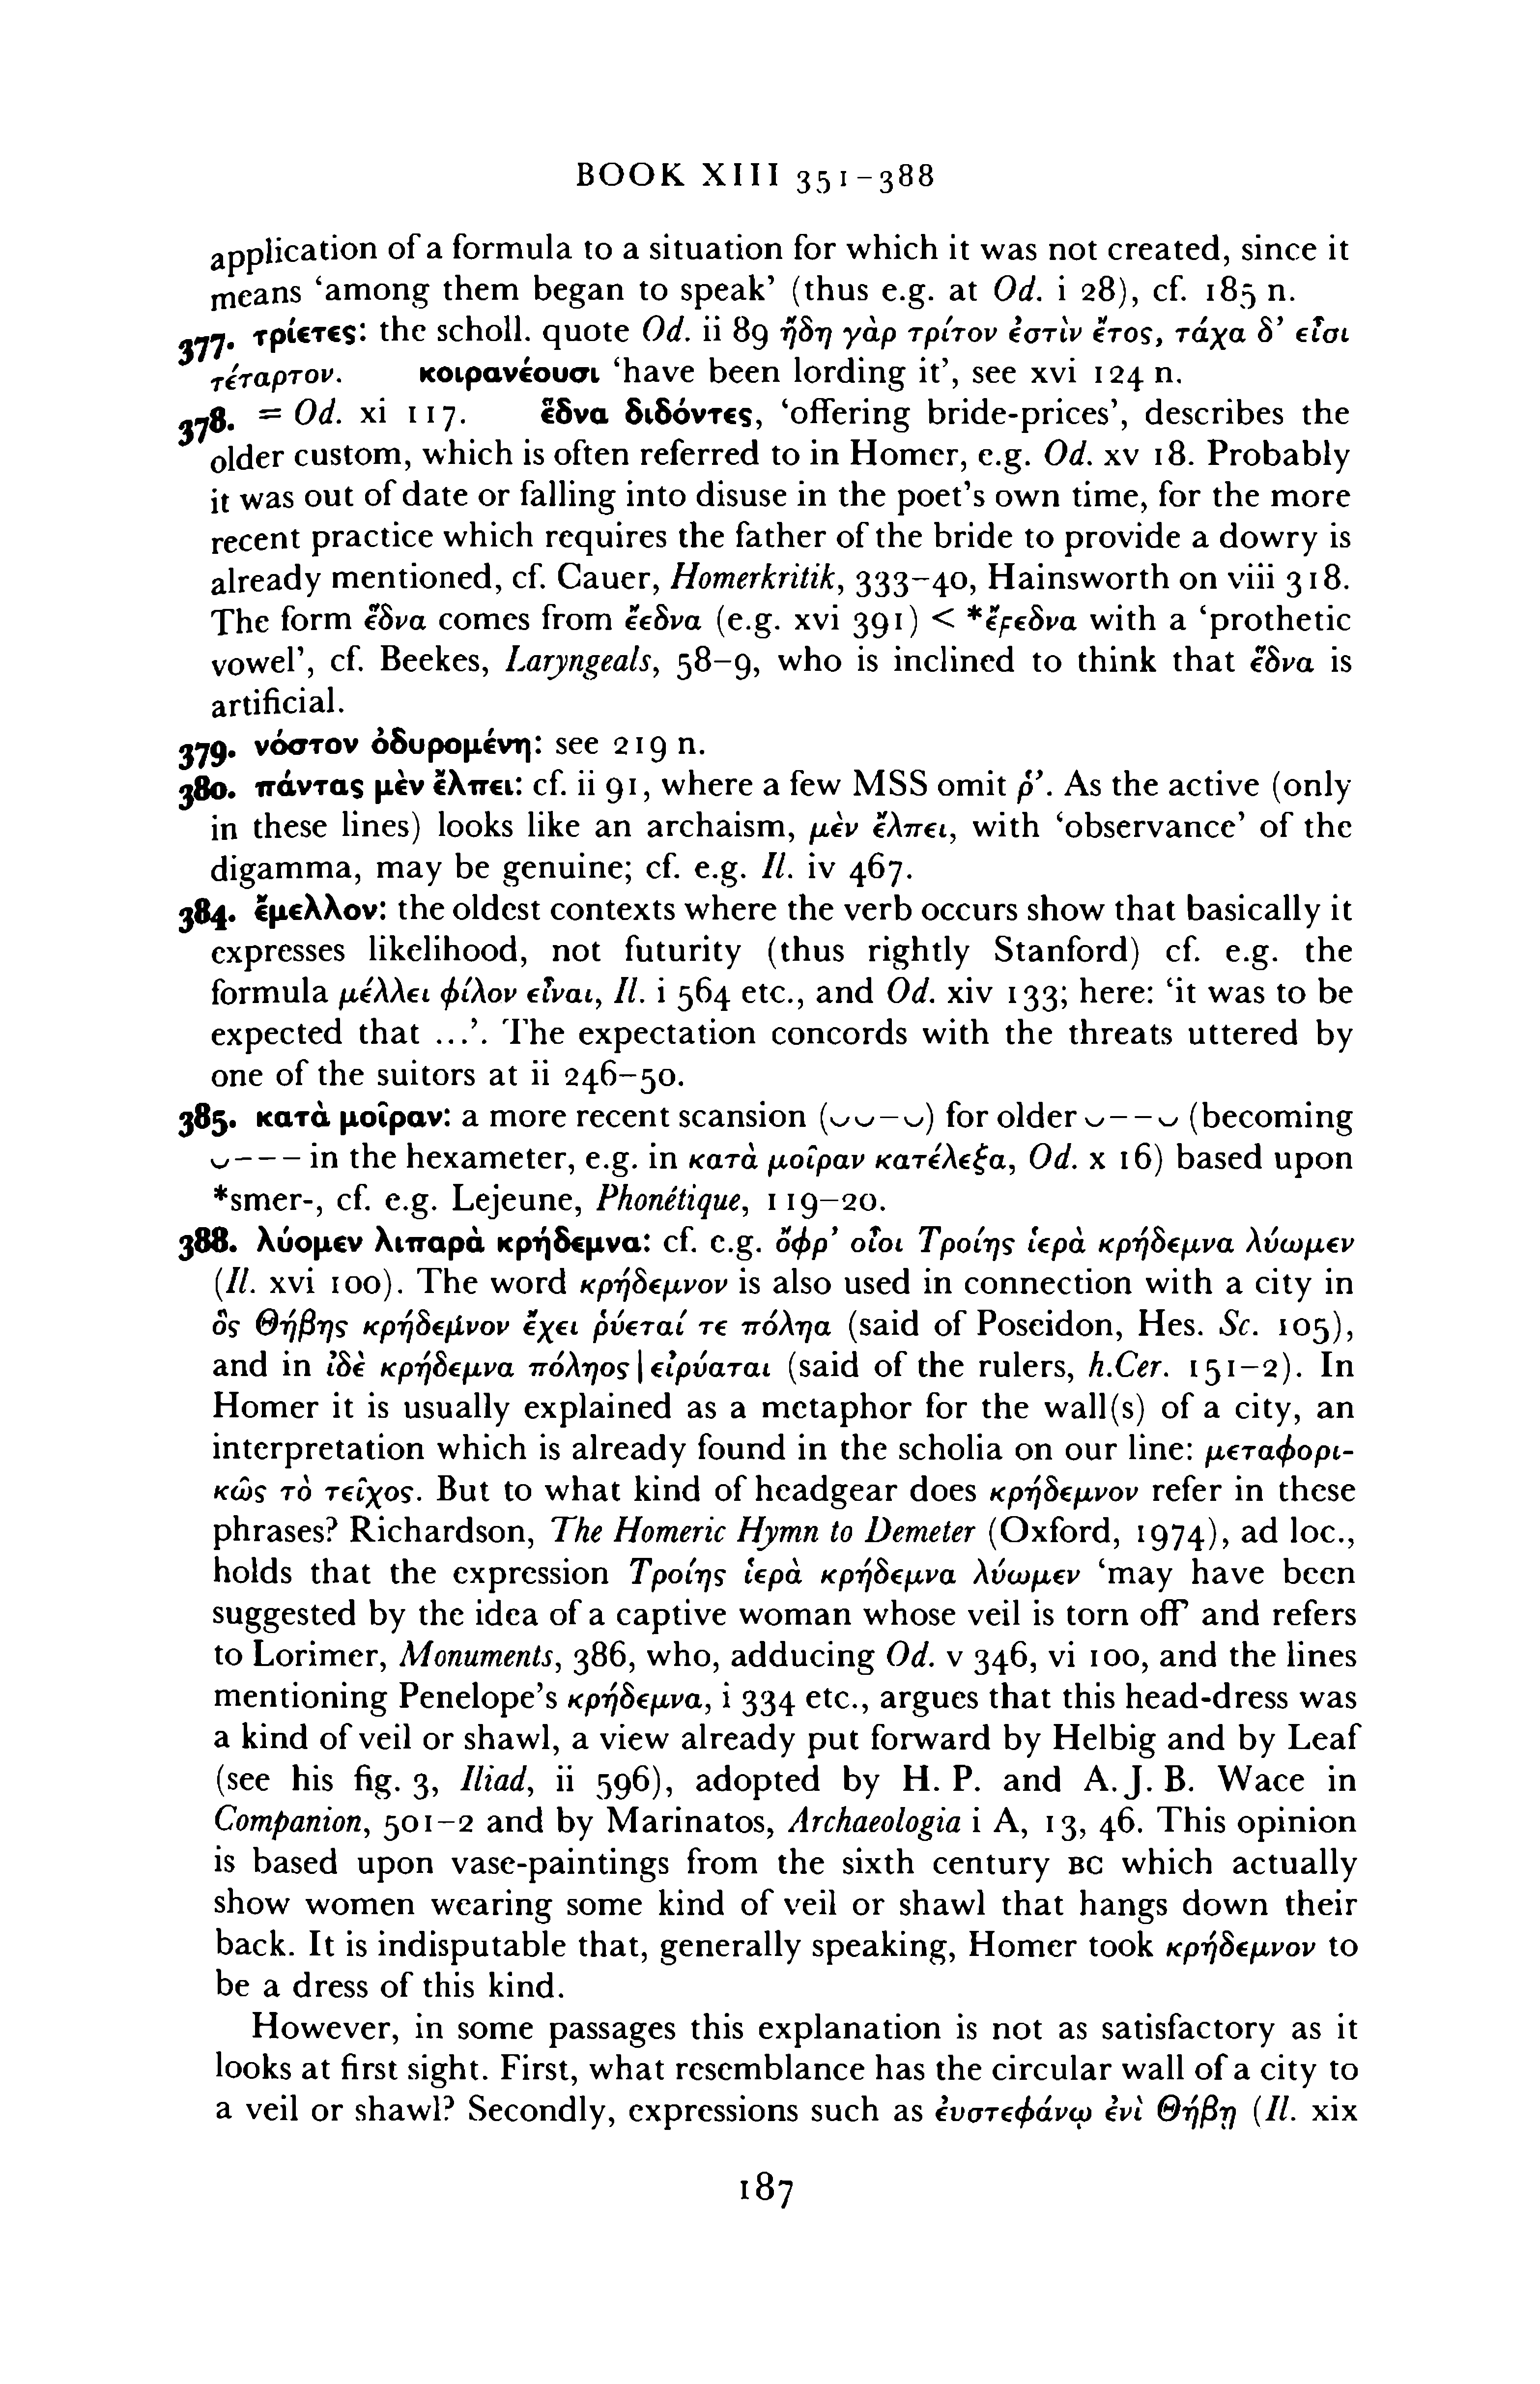 BOOK XIII 351–388
application of a formula to a situation for which it was not created, since it
means ‘among them began to speak’ (thus e.g. at Od. i 28), cf. 185 n.
377. τρίετες: the scholl. quote Od. ii 89 ἤδη γὰρ τρίτον ἐστὶν ἔτος, τάχα δ’ εἶσι
τέταρτον. κοιρανέουσι ‘have been lording it’, see xvi 124 n.
378. = Od. xi 117. ἕδνα διδόντες, ‘offering bride-prices’, describes the
older custom, which is often referred to in Homer, e.g. Od. xv 18. Probably
it was out of date or falling into disuse in the poet’s own time, for the more
recent practice which requires the father of the bride to provide a dowry is
already mentioned, cf. Cauer, Homerkritik, 333–40, Hainsworth on viii 318.
The form ἕδνα comes from ἔεδνα (e.g. xvi 391) < *ἔϝεδνα with a ‘prothetic
vowel’, cf. Beekes, Laryngeals, 58–9, who is inclined to think that ἕδνα is
artificial.
379. νόστον ὀδυρομένη: see 219 n.
380. πάντας μὲν ἔλπει: cf. ii 91, where a few MSS omit ῥ’. As the active (only
in these lines) looks like an archaism, μὲν ἔλπει, with ‘observance’ of the
digamma, may be genuine; cf. e.g. Il. iv 467.
384. ἔμελλον: the oldest contexts where the verb occurs show that basically it
expresses likelihood, not futurity (thus rightly Stanford) cf. e.g. the
formula μέλλει φίλον εἶναι, Il. i 564 etc., and Od. xiv 133; here: ‘it was to be
expected that ...’. The expectation concords with the threats uttered by
one of the suitors at ii 246–50.
385. κατὰ μοῖραν: a more recent scansion (⏑⏑–⏑) for older ⏑––⏑ (becoming
⏑––– in the hexameter, e.g. in κατὰ μοῖραν κατέλεξα, Od. x 16) based upon
*smer-, cf. e.g. Lejeune, Phonétique, 119–20.
388. λύομεν λιπαρὰ κρήδεμνα: cf. e.g. ὄφρ’ οἶοι Τροίης ἱερὰ κρήδεμνα λύωμεν
(Il. xvi 100). The word κρήδεμνον is also used in connection with a city in
ὃς Θήβης κρήδεμνον ἔχει ῥύεταί τε πόληα (said of Poseidon, Hes. Sc. 105),
and in ἰδὲ κρήδεμνα πόληος | εἰρύαται (said of the rulers, h.Cer. 151–2). In
Homer it is usually explained as a metaphor for the wall(s) of a city, an
interpretation which is already found in the scholia on our line: μεταφορι-
κῶς τὸ τεῖχος. But to what kind of headgear does κρήδεμνον refer in these
phrases? Richardson, The Homeric Hymn to Demeter (Oxford, 1974), ad loc.,
holds that the expression Τροίης ἱερὰ κρήδεμνα λύωμεν ‘may have been
suggested by the idea of a captive woman whose veil is torn off’ and refers
to Lorimer, Monuments, 386, who, adducing Od. v 346, vi 100, and the lines
mentioning Penelope’s κρήδεμνα, i 334 etc., argues that this head-dress was
a kind of veil or shawl, a view already put forward by Helbig and by Leaf
(see his fig. 3, Iliad, ii 596), adopted by H. P. and A. J. B. Wace in
Companion, 501–2 and by Marinatos, Archaeologia i A, 13, 46. This opinion
is based upon vase-paintings from the sixth century BC which actually
show women wearing some kind of veil or shawl that hangs down their
back. It is indisputable that, generally speaking, Homer took κρήδεμνον to
be a dress of this kind.
However, in some passages this explanation is not as satisfactory as it
looks at first sight. First, what resemblance has the circular wall of a city to
a veil or shawl? Secondly, expressions such as ἐυστεφάνῳ ἐνὶ Θήβῃ (Il. xix
187